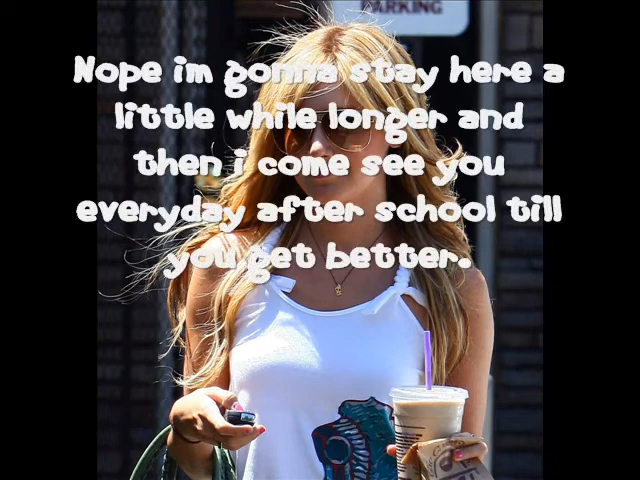 PARKING
Nope im gonna stay here a
little while longer and
then i come see you
everyday after school till
you get better.